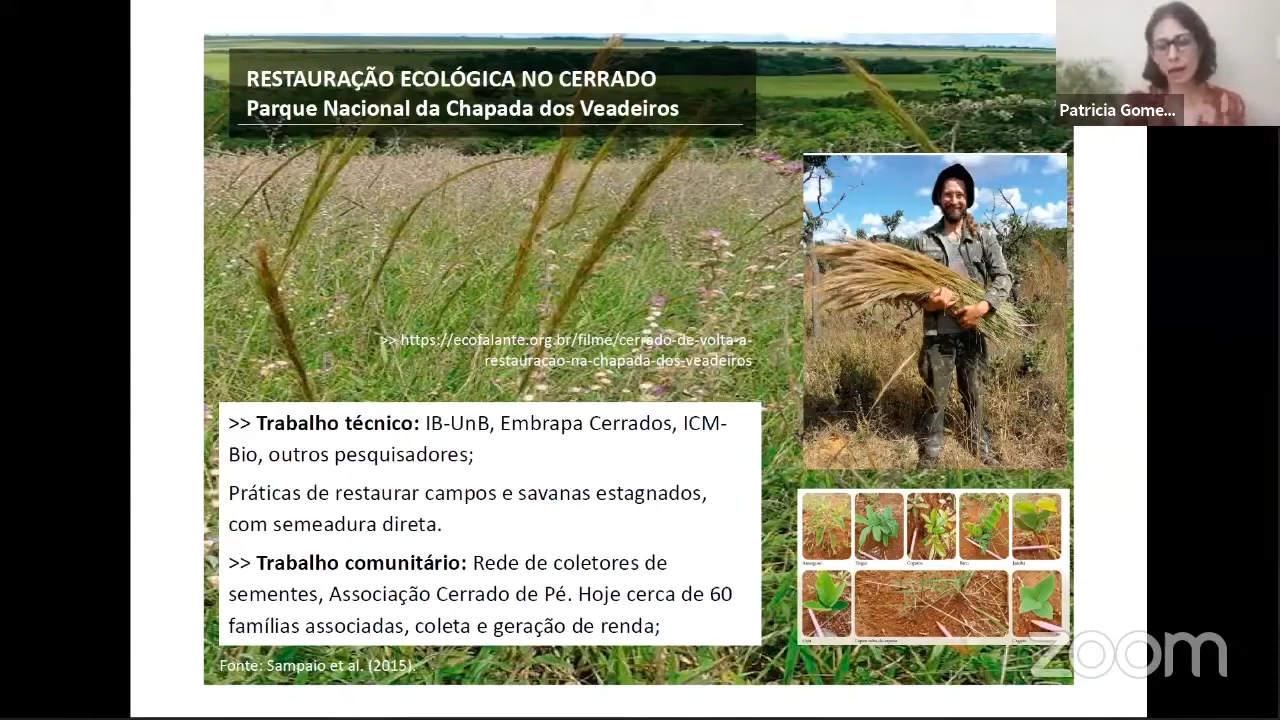 RESTAURAÇÃO ECOLÓGICA NO CERRADO
Parque Nacional da Chapada dos Veadeiros
Patricia Gome...
>> https://ecofalante.org.br/filme/cerrado-de-volta-a-
restauracao-na-chapada-dos-veadeiros
>> Trabalho técnico: IB-UnB, Embrapa Cerrados, ICM-
Bio, outros pesquisadores;
Práticas de restaurar campos e savanas estagnados,
com semeadura direta.
>> Trabalho comunitário: Rede de coletores de
sementes, Associação Cerrado de Pé. Hoje cerca de 60
famílias associadas, coleta e geração de renda;
Fonte: Sampaio et al. (2015).
zoom